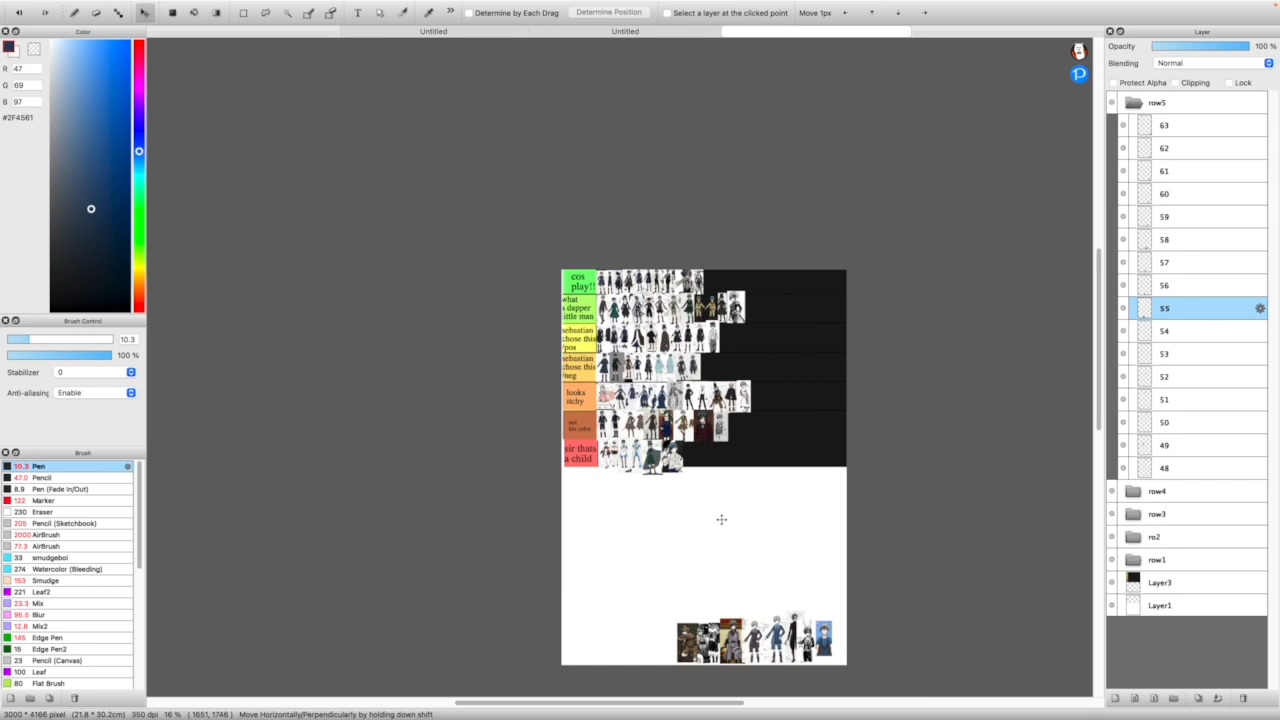 Determine by Each Drag
Determine Position
Select a layer at the clicked point
Move 1px
Color
Untitled
Untitled
Layer
R 47
G 69
B 97
#2F4561
Opacity 100 %
Blending Normal
Protect Alpha Clipping Lock
row5
63
62
61
60
59
58
57
56
55
54
53
52
51
50
49
48
row4
row3
ro2
row1
Layer3
Layer1
Brush Control
10.3
100 %
Stabilizer 0
Anti-aliasing Enable
Brush
10.3 Pen
47.0 Pencil
8.9 Pen (Fade In/Out)
122 Marker
230 Eraser
205 Pencil (Sketchbook)
2000 AirBrush
77.3 AirBrush
33 smudgeboi
274 Watercolor (Bleeding)
153 Smudge
221 Leaf2
23.3 Mix
95.5 Blur
12.8 Mix2
145 Edge Pen
15 Edge Pen2
23 Pencil (Canvas)
100 Leaf
80 Flat Brush
cos
play!!
what
a dapper
little man
sebastian
chose this
/pos
sebastian
chose this
/neg
looks
itchy
not
his color
sir thats
a child
3000 * 4166 pixel (21.8 * 30.2cm) 350 dpi 16 % ( 1651, 1746 ) Move Horizontally/Perpendicularly by holding down shift